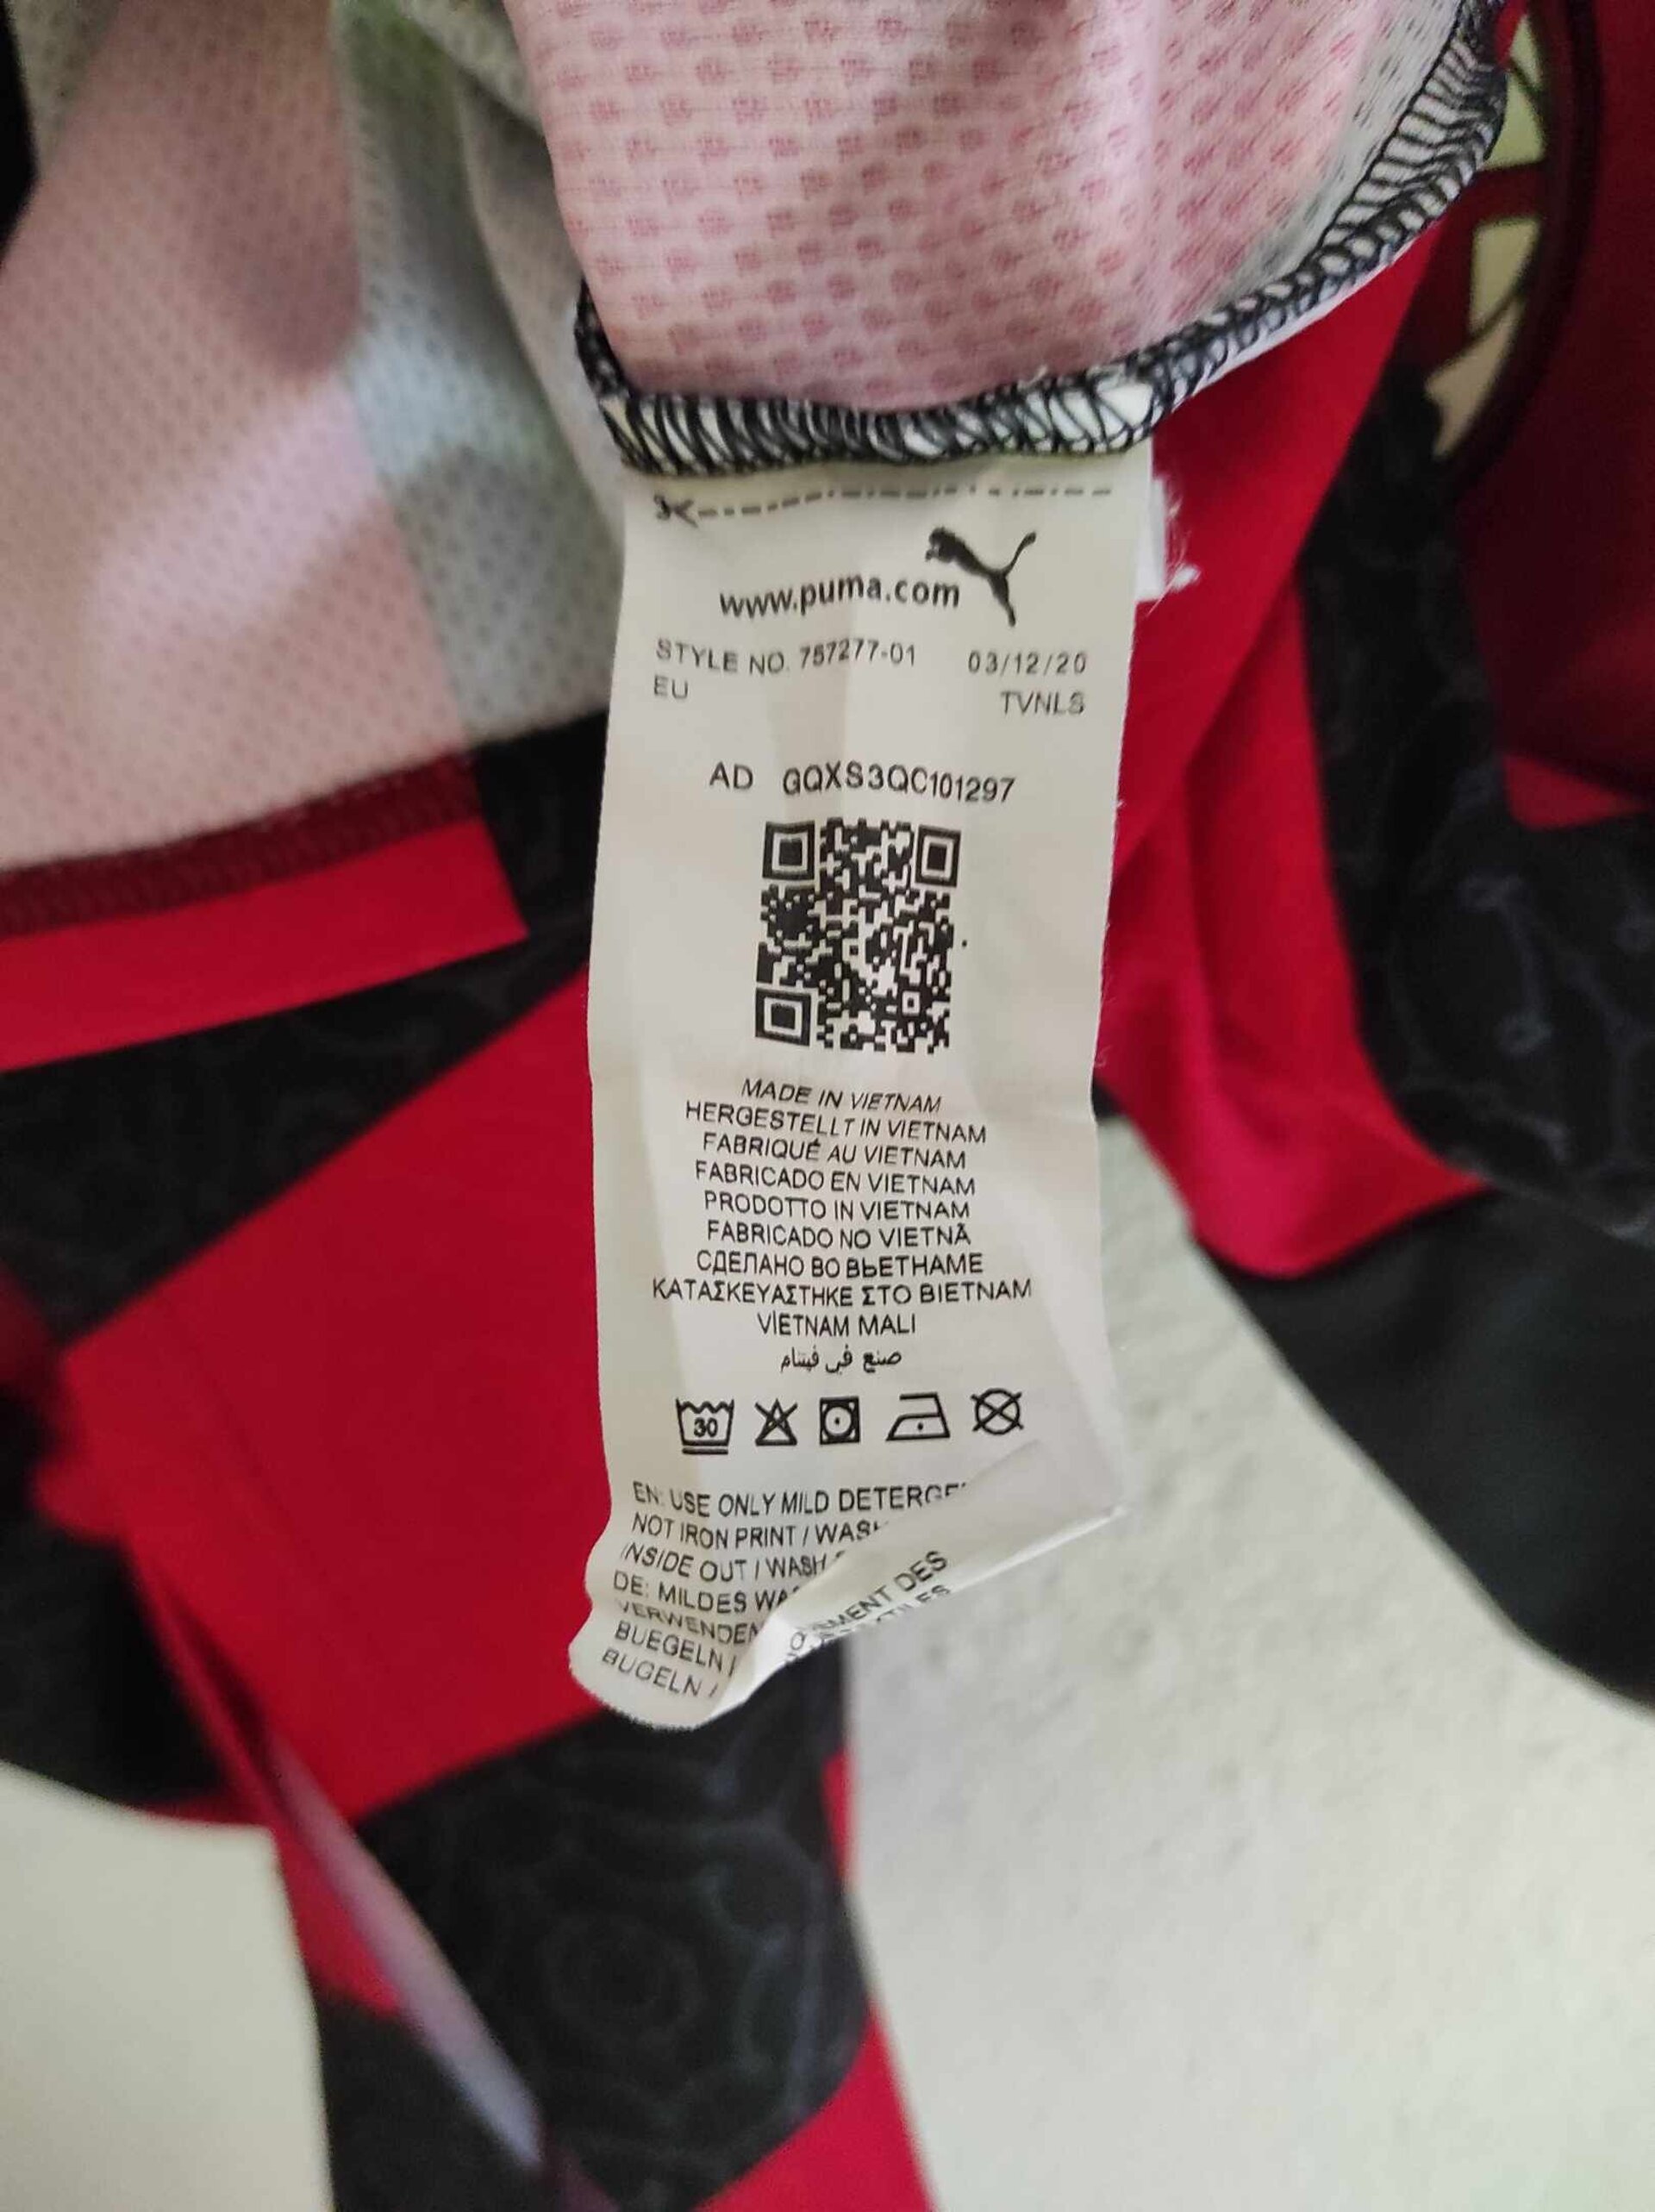 www.puma.com
STYLE NO. 757277-01 03/12/20
EU TVNLS
AD GQXS3QC101297
MADE IN VIETNAM
HERGESTELLT IN VIETNAM
FABRIQUÉ AU VIETNAM
FABRICADO EN VIETNAM
PRODOTTO IN VIETNAM
FABRICADO NO VIETNÃ
СДЕЛАНО ВО ВЬЕТНАМЕ
ΚΑΤΑΣΚΕΥΑΣΤΗΚΕ ΣΤΟ ΒΙΕΤΝΑΜ
VİETNAM MALI
صنع في فيتنام
30
EN: USE ONLY MILD
NOT IRON PRINT / WASH
INSIDE OUT / WASH
DE: MILDES
VERWENDEN
BUEGELN /
BUGELN /
DES